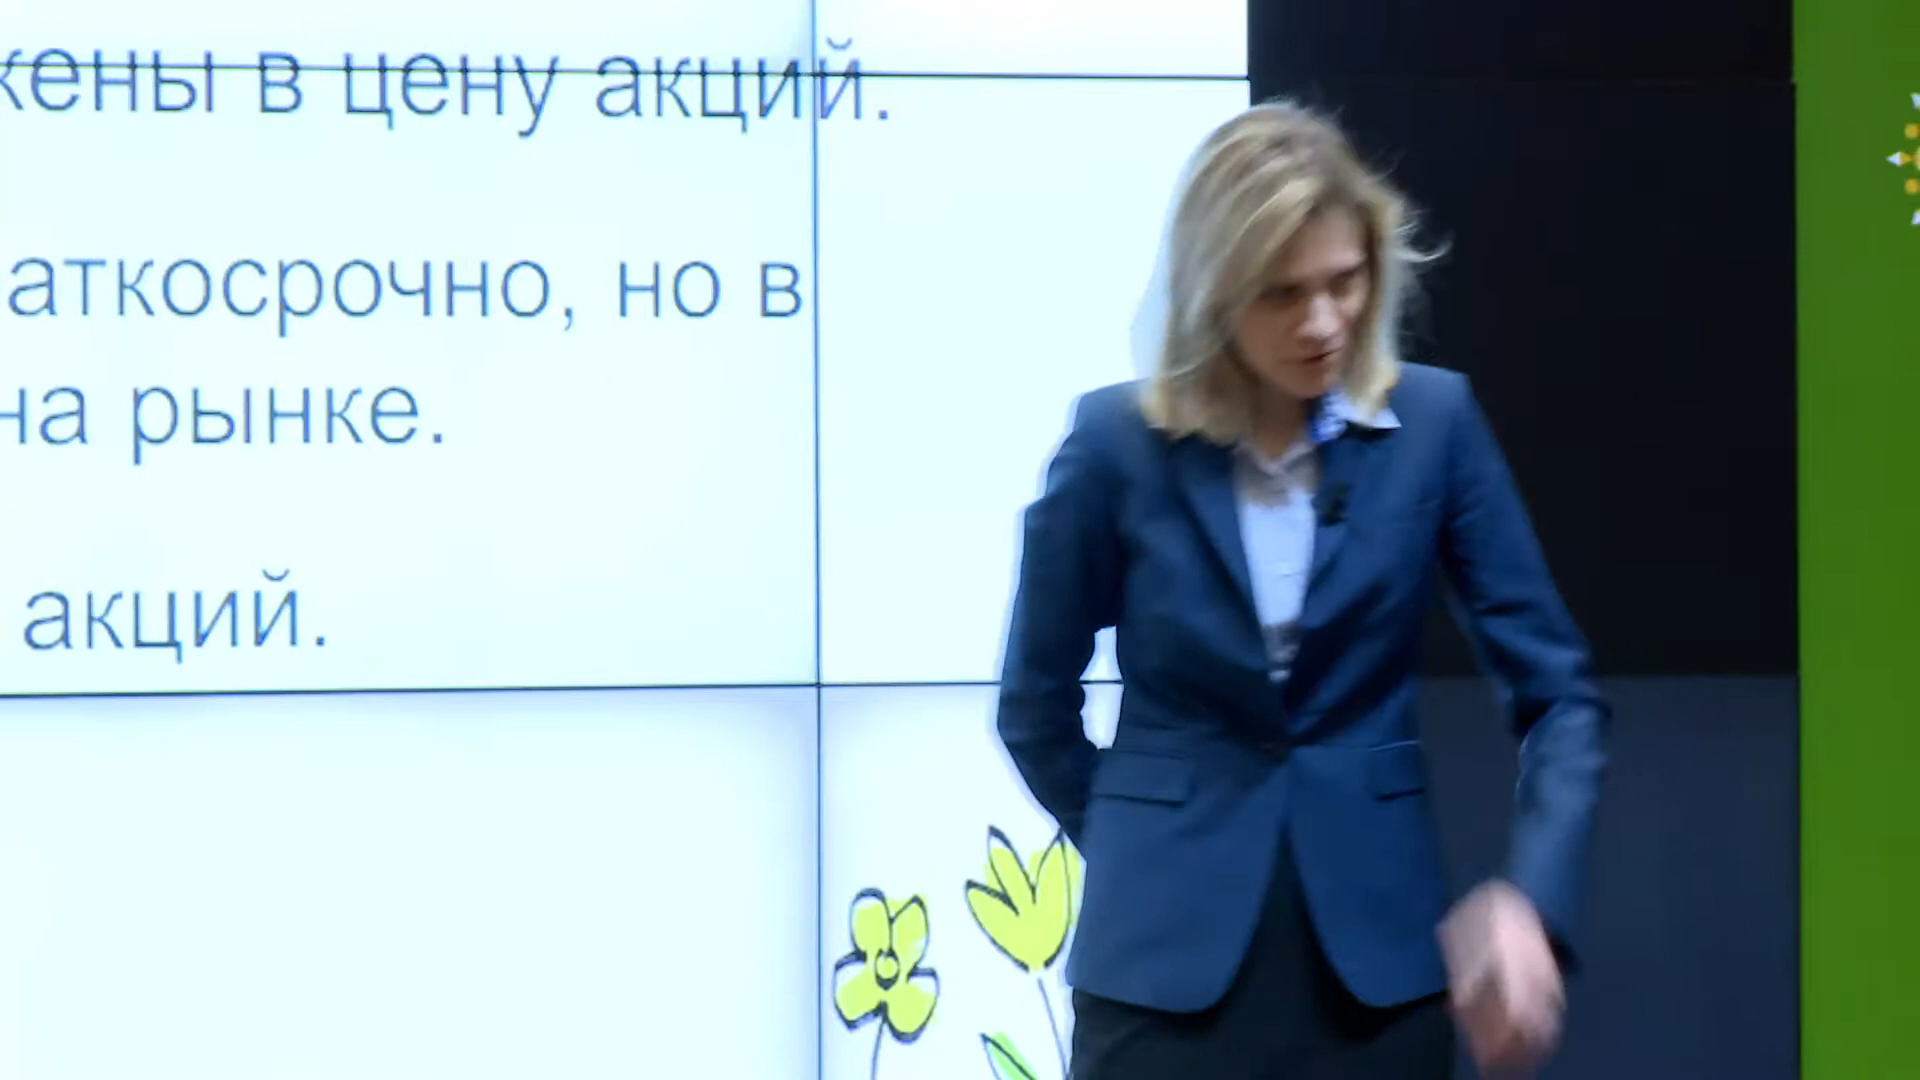 жены в цену акций.
аткосрочно, но в
на рынке.
акций.